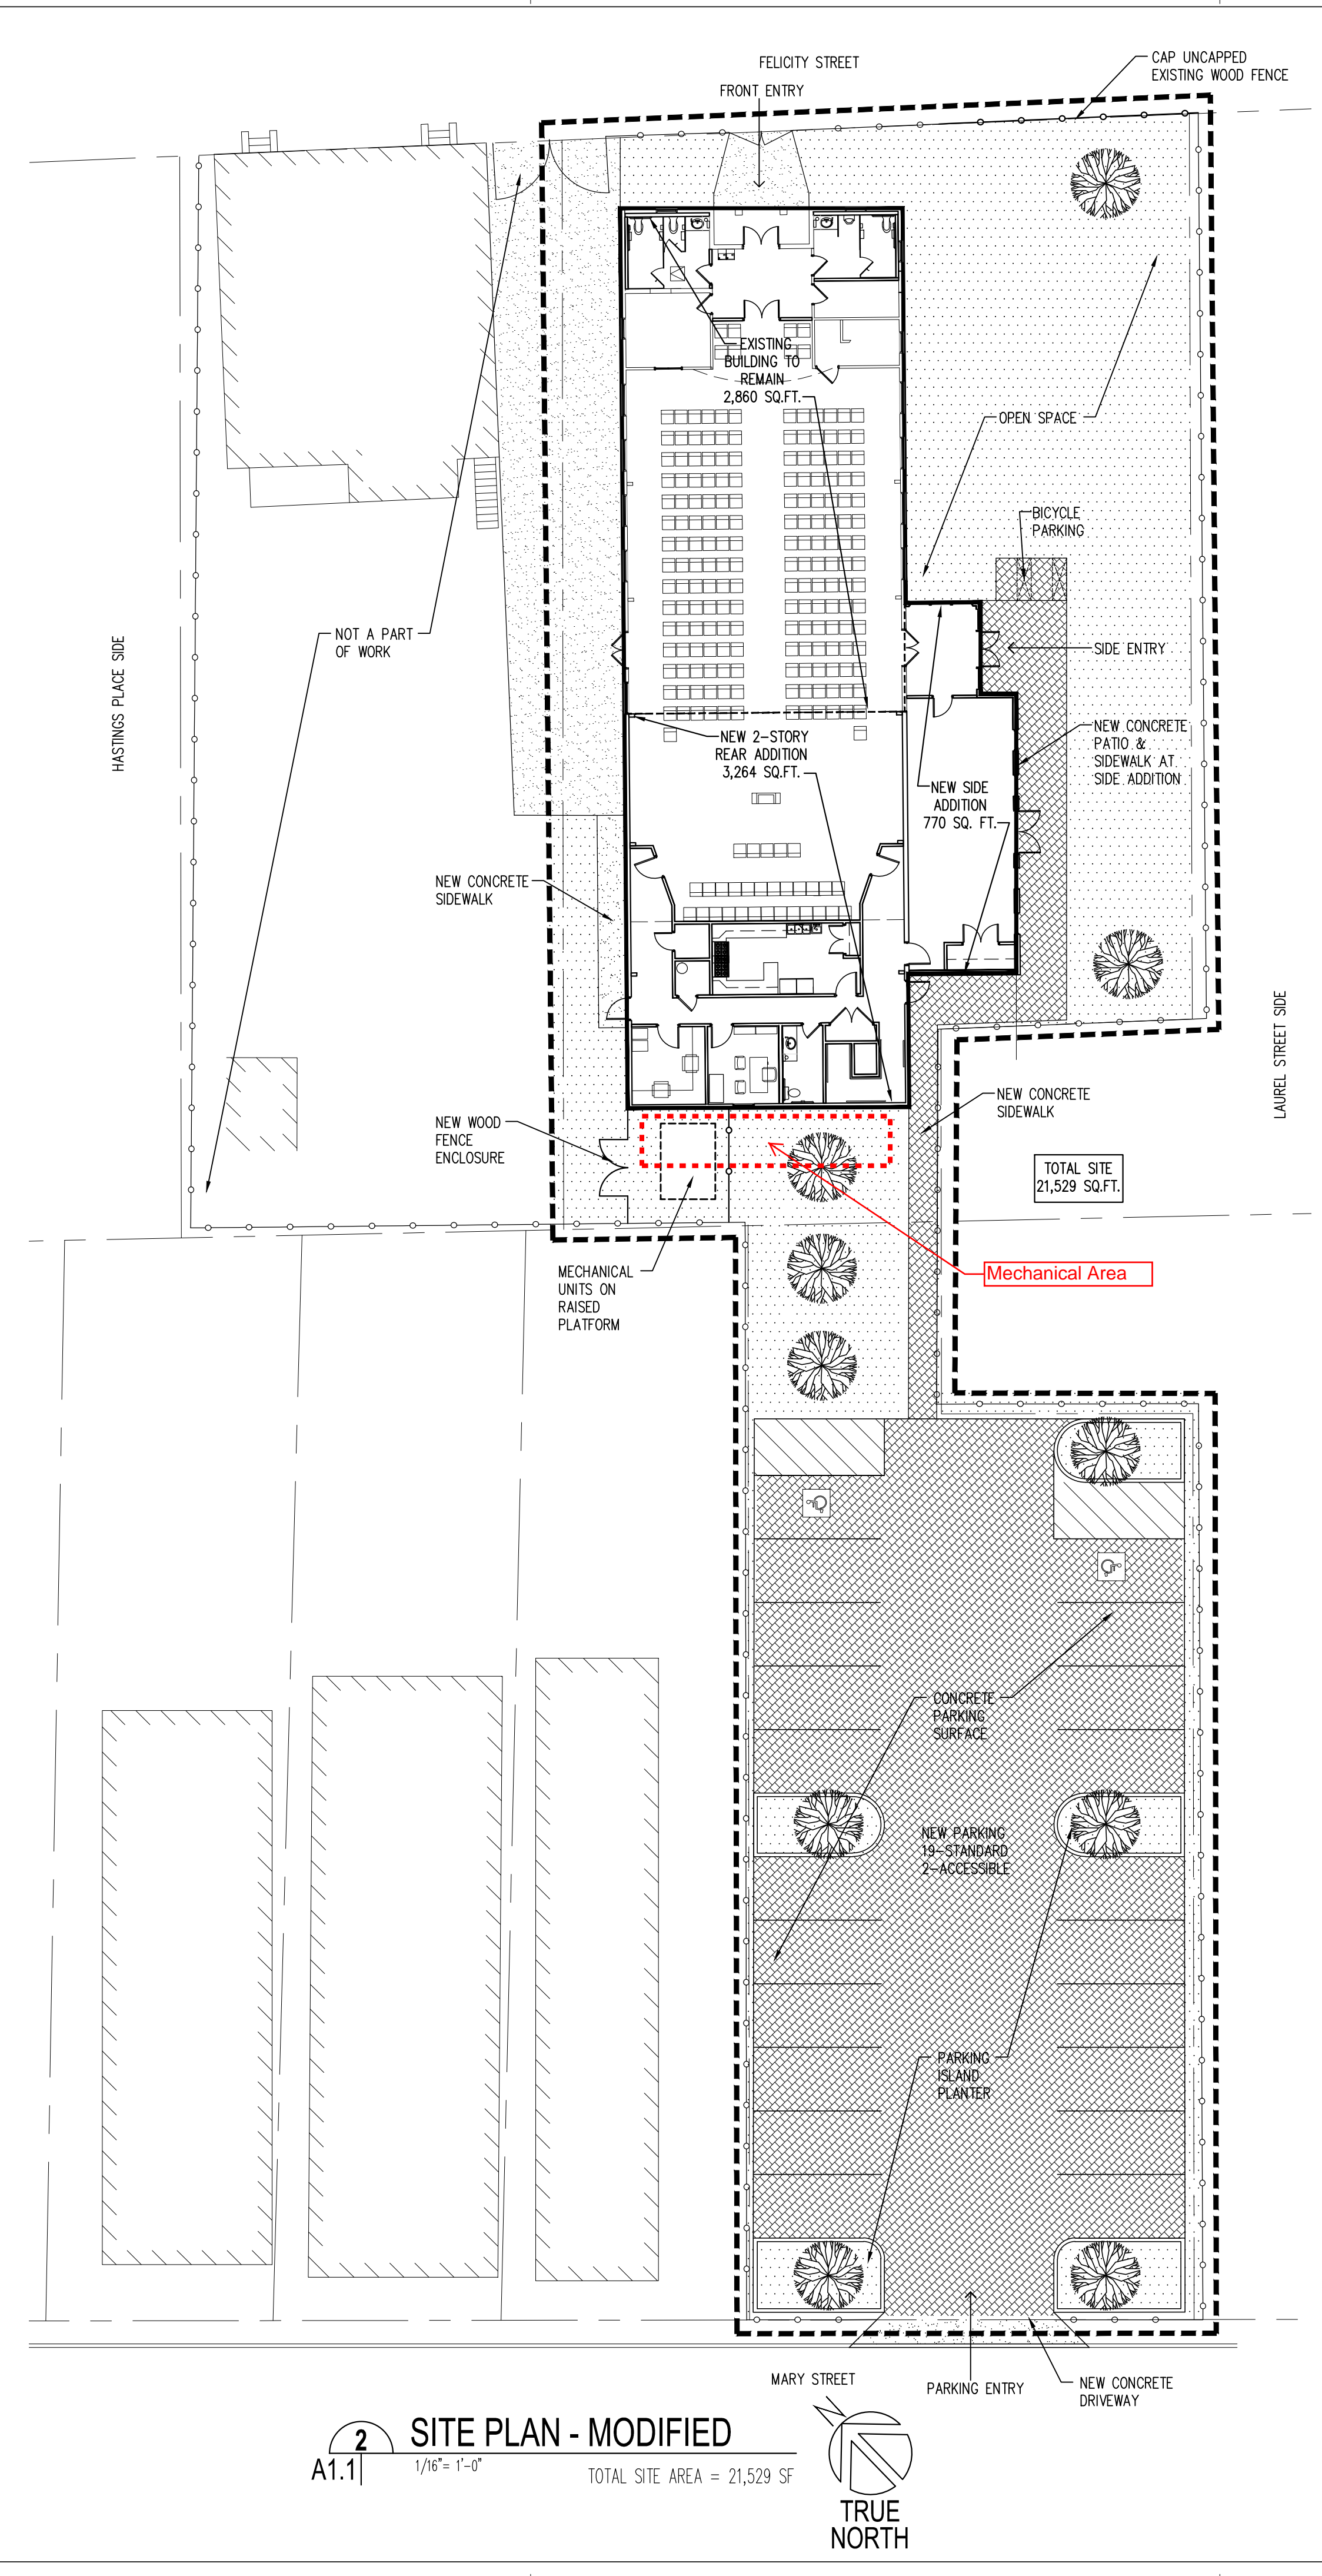 FELICITY STREET
FRONT ENTRY
CAP UNCAPPED
EXISTING WOOD FENCE
EXISTING
BUILDING TO
REMAIN
2,860 SQ.FT.
OPEN SPACE
BICYCLE
PARKING
NOT A PART
OF WORK
HASTINGS PLACE SIDE
SIDE ENTRY
NEW 2-STORY
REAR ADDITION
3,264 SQ.FT.
NEW CONCRETE
PATIO &
SIDEWALK AT
SIDE ADDITION
NEW SIDE
ADDITION
770 SQ. FT.
NEW CONCRETE
SIDEWALK
LAUREL STREET SIDE
NEW WOOD
FENCE
ENCLOSURE
NEW CONCRETE
SIDEWALK
TOTAL SITE
21,529 SQ.FT.
MECHANICAL
UNITS ON
RAISED
PLATFORM
Mechanical Area
CONCRETE
PARKING
SURFACE
NEW PARKING
19-STANDARD
2-ACCESSIBLE
PARKING
ISLAND
PLANTER
MARY STREET
PARKING ENTRY
NEW CONCRETE
DRIVEWAY
2
A1.1
SITE PLAN - MODIFIED
1/16"= 1'-0"
TOTAL SITE AREA = 21,529 SF
N
TRUE
NORTH